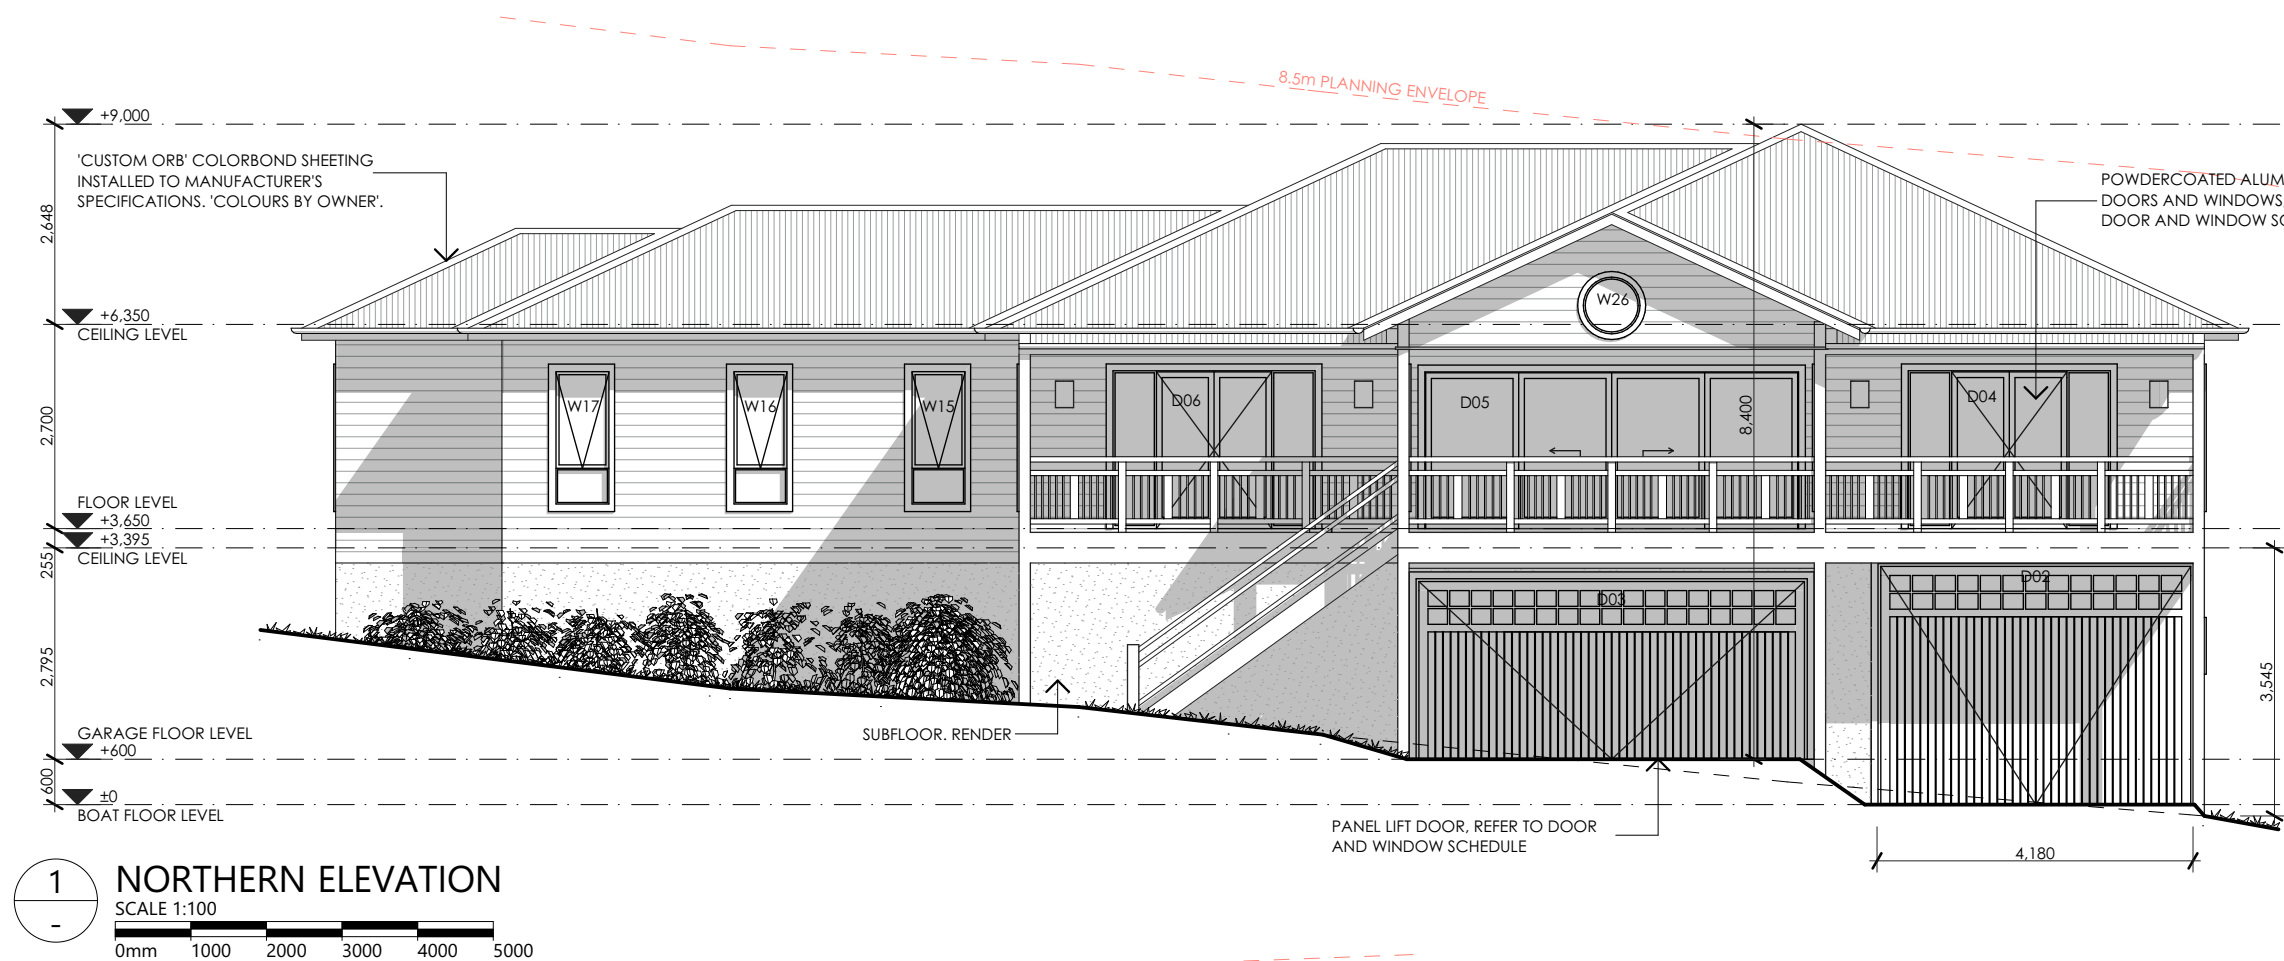 8.5m PLANNING ENVELOPE
+9,000
'CUSTOM ORB' COLORBOND SHEETING
INSTALLED TO MANUFACTURER'S
SPECIFICATIONS. 'COLOURS BY OWNER'.
POWDERCOATED ALUM
DOORS AND WINDOWS,
DOOR AND WINDOW SC
2,648
W26
+6,350
CEILING LEVEL
W17
W16
W15
D06
D05
8,400
D04
2,700
FLOOR LEVEL
+3,650
+3,395
CEILING LEVEL
255
D03
D02
2,795
3,545
GARAGE FLOOR LEVEL
+600
SUBFLOOR. RENDER
600
±0
BOAT FLOOR LEVEL
PANEL LIFT DOOR, REFER TO DOOR
AND WINDOW SCHEDULE
4,180
1
-
NORTHERN ELEVATION
SCALE 1:100
0mm 1000 2000 3000 4000 5000